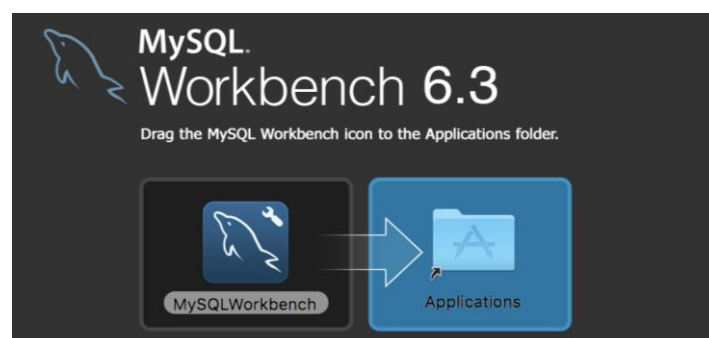 MySQL.
Workbench 6.3
Drag the MySQL Workbench icon to the Applications folder.
MySQLWorkbench
Applications